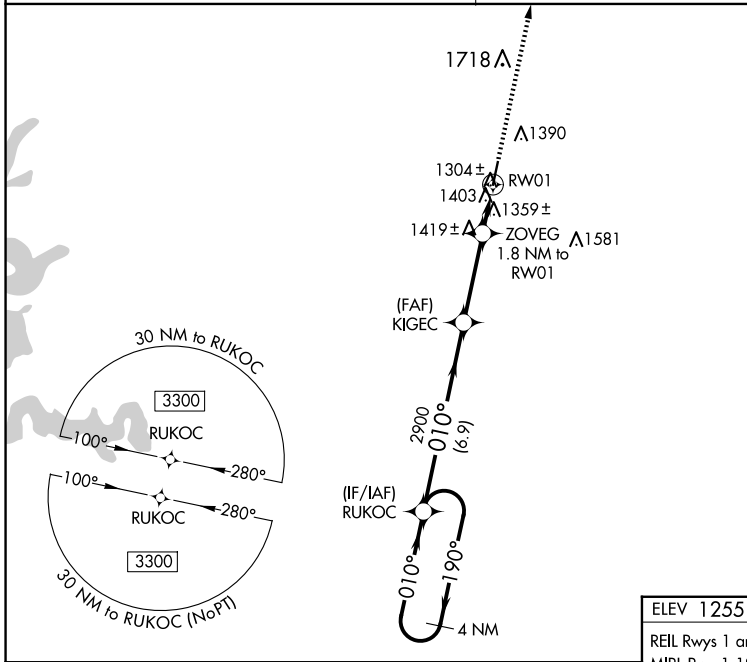 1718
1390
1304 ±
RW01
1403
1359 ±
1419 ±
ZOVEG
1581
1.8 NM to
RW01
(FAF)
KIGEC
30 NM to RUKOC
3300
RUKOC
100°
280°
2900
010°
(6.9)
100°
280°
RUKOC
(IF/IAF)
RUKOC
3300
30 NM to RUKOC (NoPT)
010°
190°
4 NM
ELEV 1255
REIL Rwys 1 an